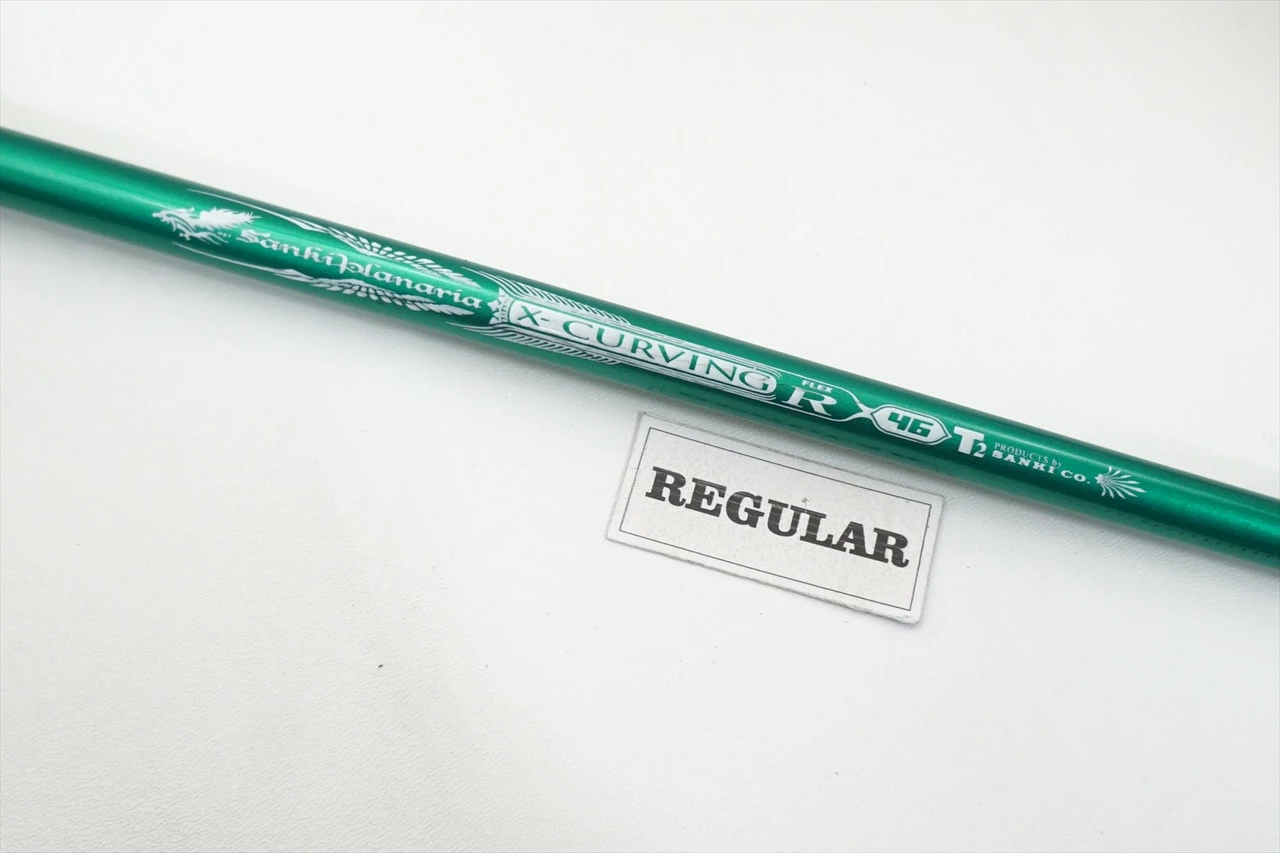 SankiPlanaria
X-CURVING
FLEX
R
46
T2
PRODUCTS by
SANKI CO.
REGULAR